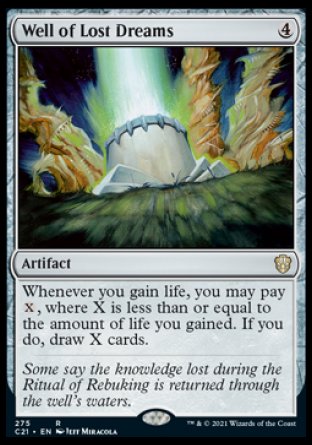 Well of Lost Dreams 4
Artifact
Whenever you gain life, you may pay
X, where X is less than or equal to
the amount of life you gained. If you
do, draw X cards.
Some say the knowledge lost during the
Ritual of Rebuking is returned through
the well's waters.
275 R
C21 • EN Jeff Miracola
™ & © 2021 Wizards of the Coast